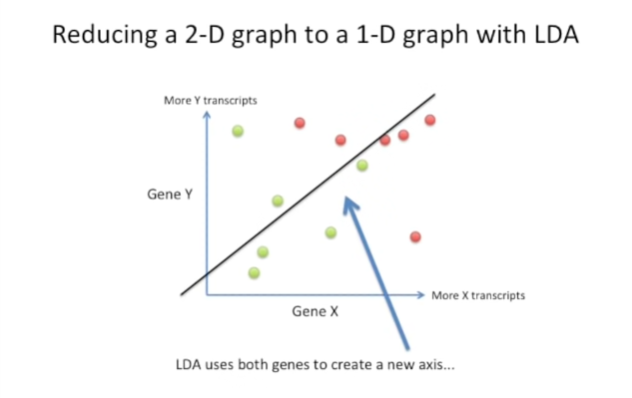 Reducing a 2-D graph to a 1-D graph with LDA
More Y transcripts
Gene Y
More X transcripts
Gene X
LDA uses both genes to create a new axis...